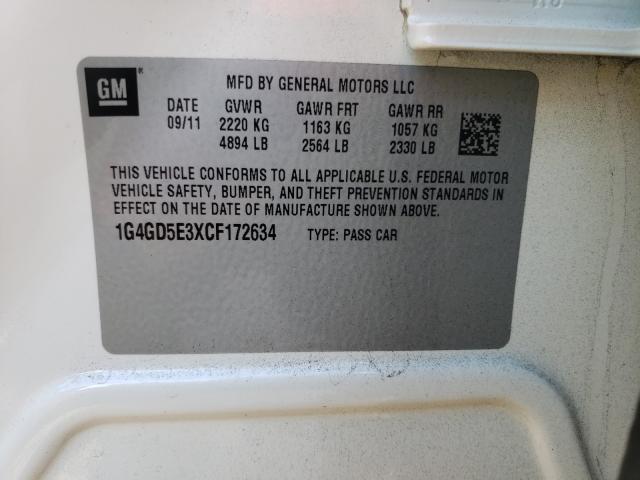 GM ®
MFD BY GENERAL MOTORS LLC
DATE GVWR GAWR FRT GAWR RR
09/11 2220 KG 1163 KG 1057 KG
4894 LB 2564 LB 2330 LB
THIS VEHICLE CONFORMS TO ALL APPLICABLE U.S. FEDERAL MOTOR
VEHICLE SAFETY, BUMPER, AND THEFT PREVENTION STANDARDS IN
EFFECT ON THE DATE OF MANUFACTURE SHOWN ABOVE.
1G4GD5E3XCF172634 TYPE: PASS CAR